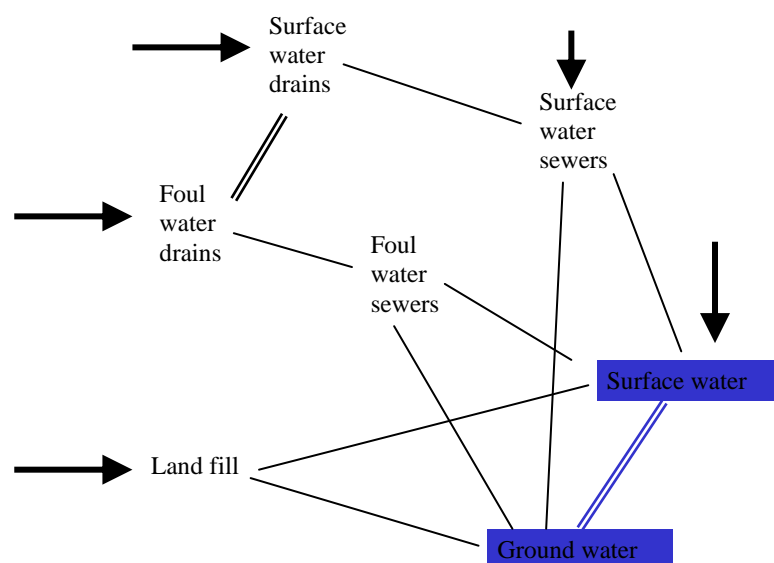 Surface
water
drains
Surface
water
sewers
Foul
water
drains
Foul
water
sewers
Surface water
Land fill
Ground water